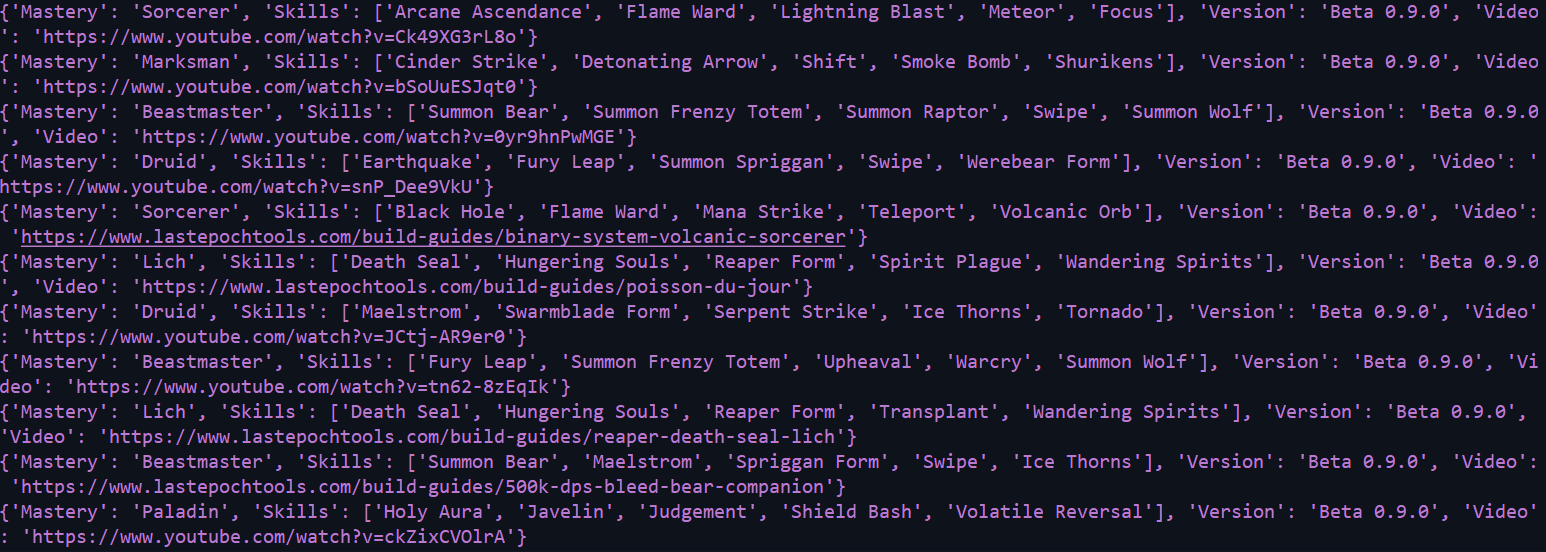 {'Mastery': 'Sorcerer', 'Skills': ['Arcane Ascendance', 'Flame Ward', 'Lightning Blast', 'Meteor', 'Focus'], 'Version': 'Beta 0.9.0', 'Video
': 'https://www.youtube.com/watch?v=Ck49XG3rL8o'}
{'Mastery': 'Marksman', 'Skills': ['Cinder Strike', 'Detonating Arrow', 'Shift', 'Smoke Bomb', 'Shurikens'], 'Version': 'Beta 0.9.0', 'Video
': 'https://www.youtube.com/watch?v=bSoUuESJqt0'}
{'Mastery': 'Beastmaster', 'Skills': ['Summon Bear', 'Summon Frenzy Totem', 'Summon Raptor', 'Swipe', 'Summon Wolf'], 'Version': 'Beta 0.9.0
', 'Video': 'https://www.youtube.com/watch?v=0yr9hnPwMGE'}
{'Mastery': 'Druid', 'Skills': ['Earthquake', 'Fury Leap', 'Summon Spriggan', 'Swipe', 'Werebear Form'], 'Version': 'Beta 0.9.0', 'Video': '
https://www.youtube.com/watch?v=snP_Dee9VkU'}
{'Mastery': 'Sorcerer', 'Skills': ['Black Hole', 'Flame Ward', 'Mana Strike', 'Teleport', 'Volcanic Orb'], 'Version': 'Beta 0.9.0', 'Video':
'https://www.lastepochtools.com/build-guides/binary-system-volcanic-sorcerer'}
{'Mastery': 'Lich', 'Skills': ['Death Seal', 'Hungering Souls', 'Reaper Form', 'Spirit Plague', 'Wandering Spirits'], 'Version': 'Beta 0.9.0
', 'Video': 'https://www.lastepochtools.com/build-guides/poisson-du-jour'}
{'Mastery': 'Druid', 'Skills': ['Maelstrom', 'Swarmblade Form', 'Serpent Strike', 'Ice Thorns', 'Tornado'], 'Version': 'Beta 0.9.0', 'Video'
: 'https://www.youtube.com/watch?v=JCtj-AR9er0'}
{'Mastery': 'Beastmaster', 'Skills': ['Fury Leap', 'Summon Frenzy Totem', 'Upheaval', 'Warcry', 'Summon Wolf'], 'Version': 'Beta 0.9.0', 'Vi
deo': 'https://www.youtube.com/watch?v=tn62-8zEqIk'}
{'Mastery': 'Lich', 'Skills': ['Death Seal', 'Hungering Souls', 'Reaper Form', 'Transplant', 'Wandering Spirits'], 'Version': 'Beta 0.9.0',
'Video': 'https://www.lastepochtools.com/build-guides/reaper-death-seal-lich'}
{'Mastery': 'Beastmaster', 'Skills': ['Summon Bear', 'Maelstrom', 'Spriggan Form', 'Swipe', 'Ice Thorns'], 'Version': 'Beta 0.9.0', 'Video':
'https://www.lastepochtools.com/build-guides/500k-dps-bleed-bear-companion'}
{'Mastery': 'Paladin', 'Skills': ['Holy Aura', 'Javelin', 'Judgement', 'Shield Bash', 'Volatile Reversal'], 'Version': 'Beta 0.9.0', 'Video'
: 'https://www.youtube.com/watch?v=ckZixCVOlrA'}